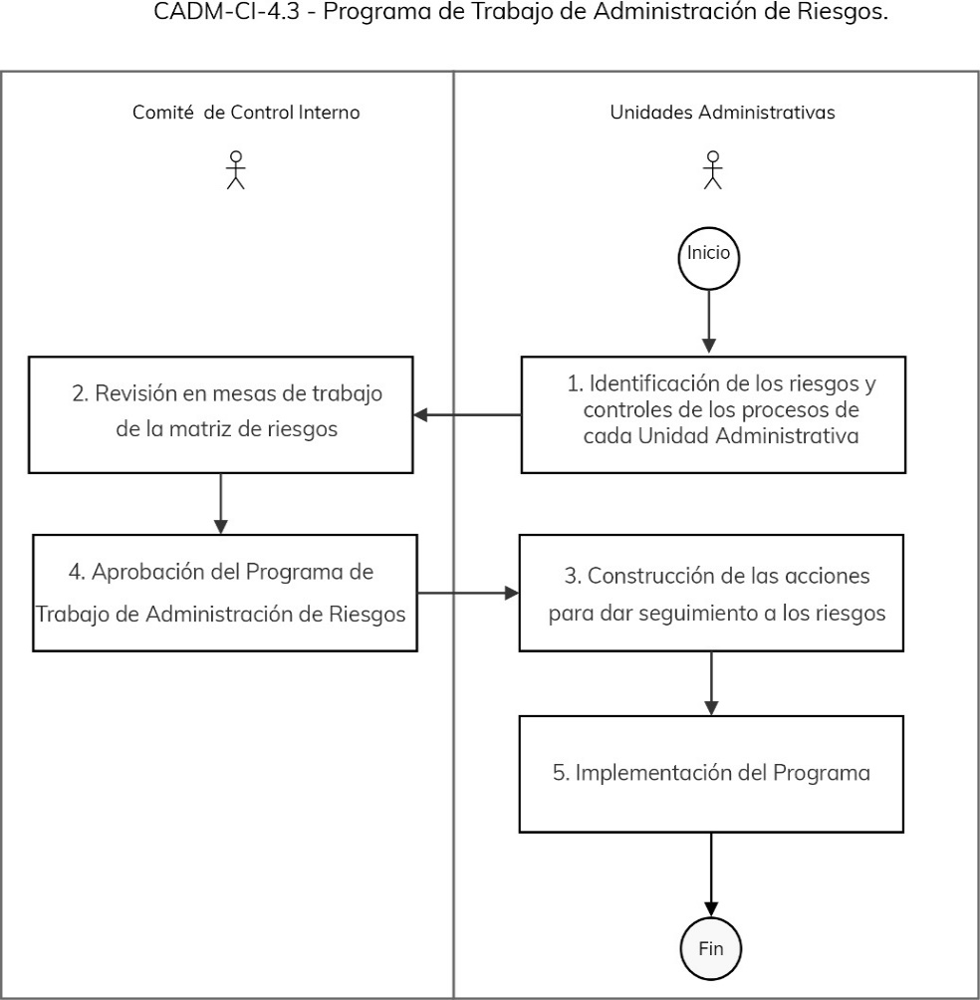 CADM-CI-4.3 - Programa de Trabajo de Administración de Riesgos.
Comité de Control Interno
Unidades Administrativas
Inicio
2. Revisión en mesas de trabajo
de la matriz de riesgos
1. Identificación de los riesgos y
controles de los procesos de
cada Unidad Administrativa
4. Aprobación del Programa de
Trabajo de Administración de Riesgos
3. Construcción de las acciones
para dar seguimiento a los riesgos
5. Implementación del Programa
Fin